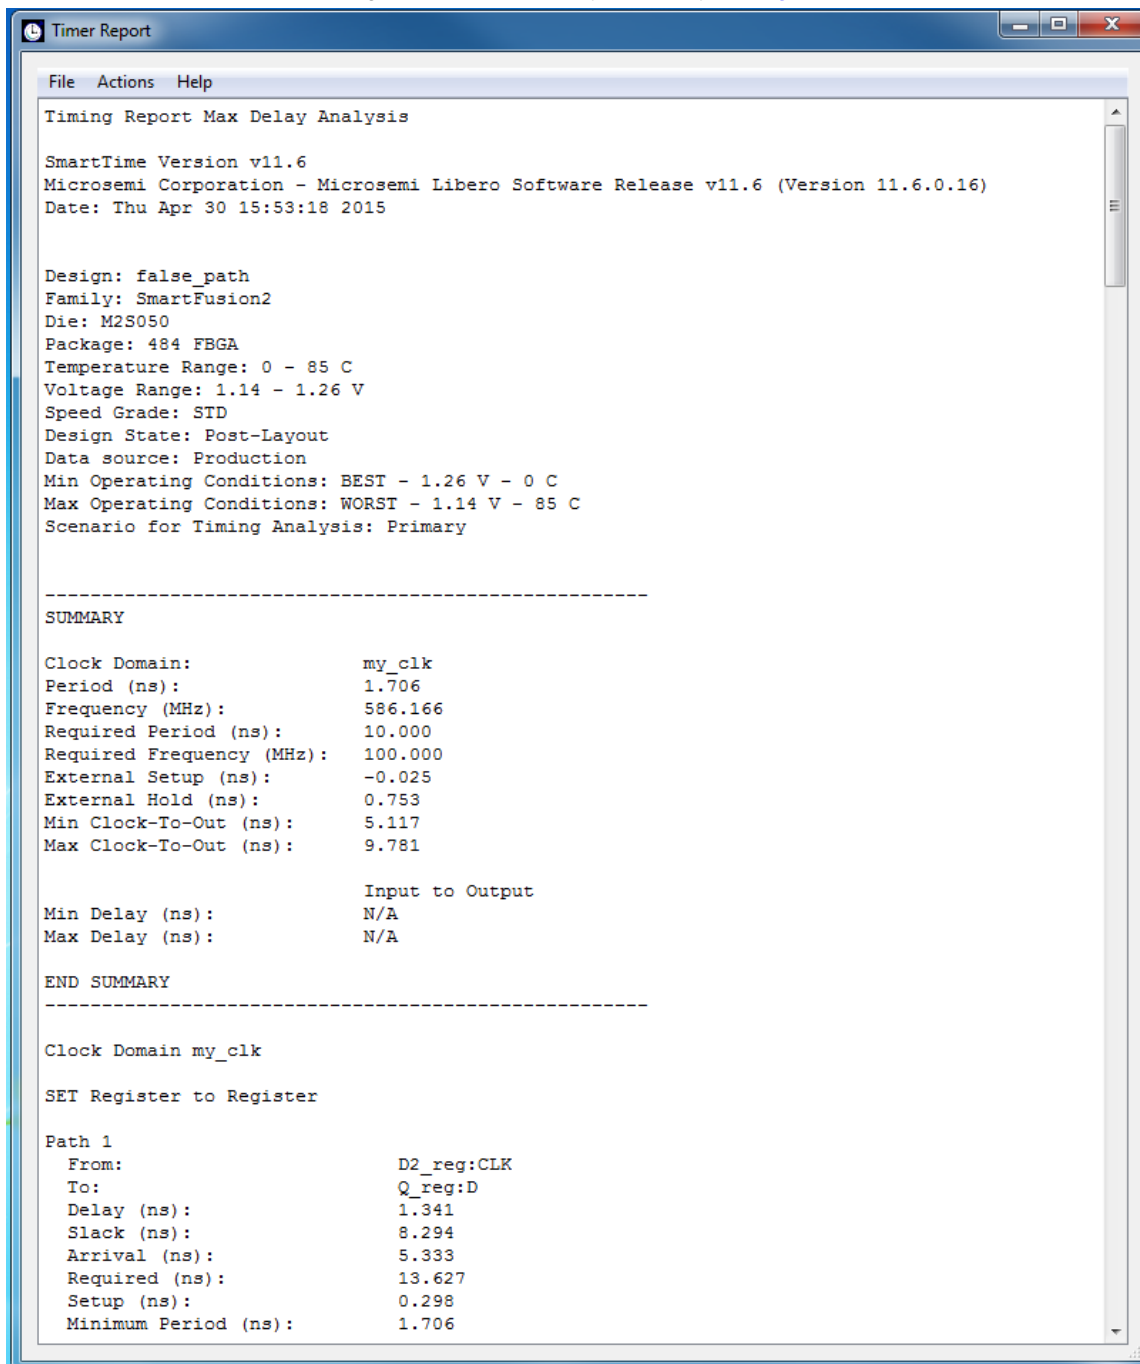 Timer Report
File Actions Help
Timing Report Max Delay Analysis
SmartTime Version v11.6
Microsemi Corporation - Microsemi Libero Software Release v11.6 (Version 11.6.0.16)
Date: Thu Apr 30 15:53:18 2015
Design: false_path
Family: SmartFusion2
Die: M2S050
Package: 484 FBGA
Temperature Range: 0 - 85 C
Voltage Range: 1.14 - 1.26 V
Speed Grade: STD
Design State: Post-Layout
Data source: Production
Min Operating Conditions: BEST - 1.26 V - 0 C
Max Operating Conditions: WORST - 1.14 V - 85 C
Scenario for Timing Analysis: Primary
-----------------------------------------------------
SUMMARY
Clock Domain: my_clk
Period (ns): 1.706
Frequency (MHz): 586.166
Required Period (ns): 10.000
Required Frequency (MHz): 100.000
External Setup (ns): -0.025
External Hold (ns): 0.753
Min Clock-To-Out (ns): 5.117
Max Clock-To-Out (ns): 9.781
Input to Output
Min Delay (ns): N/A
Max Delay (ns): N/A
END SUMMARY
-----------------------------------------------------
Clock Domain my_clk
SET Register to Register
Path 1
From: D2_reg:CLK
To: Q_reg:D
Delay (ns): 1.341
Slack (ns): 8.294
Arrival (ns): 5.333
Required (ns): 13.627
Setup (ns): 0.298
Minimum Period (ns): 1.706